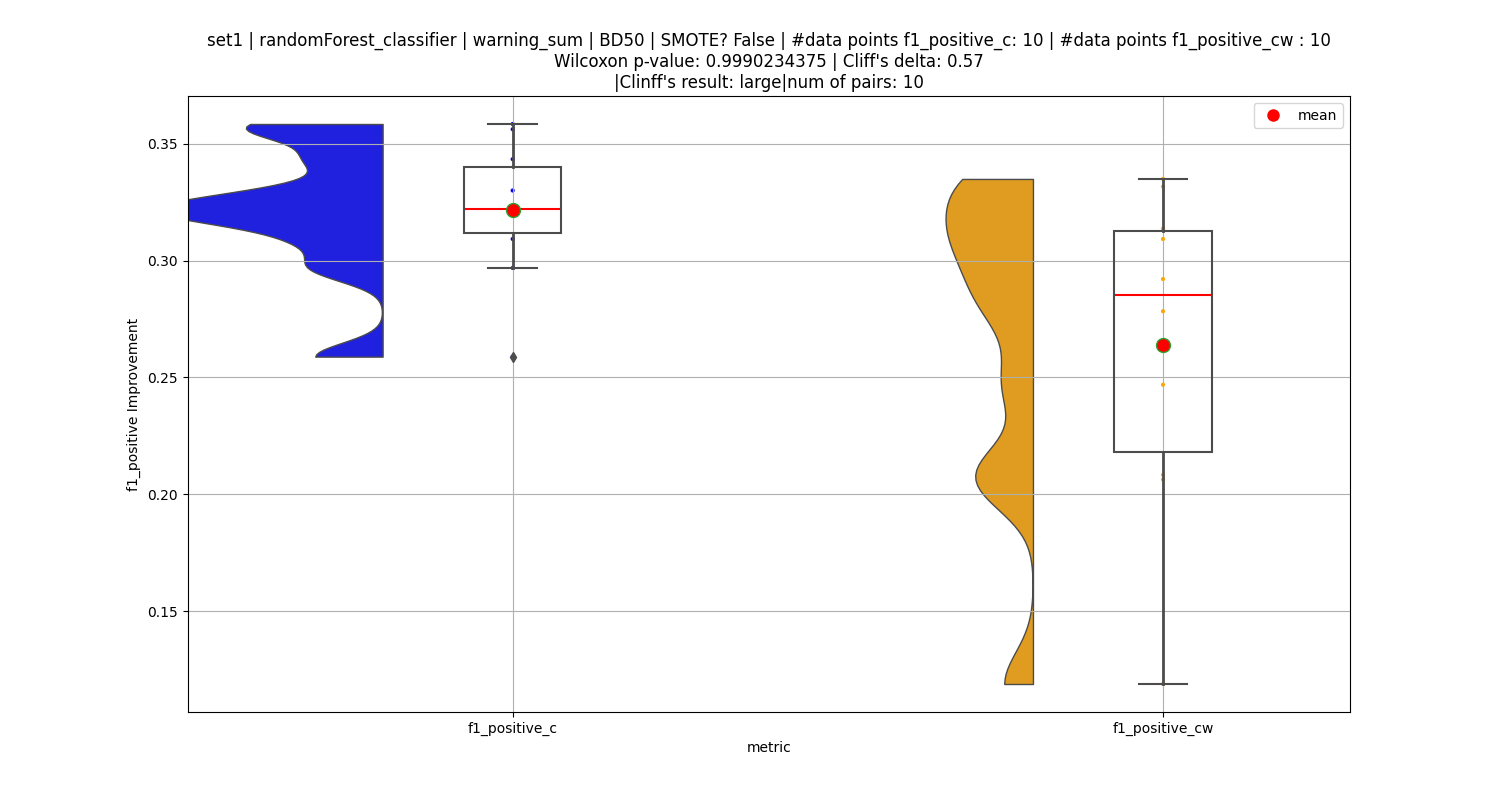 set1 | randomForest_classifier | warning_sum | BD50 | SMOTE? False | #data points f1_positive_c: 10 | #data points f1_positive_cw : 10
Wilcoxon p-value: 0.9990234375 | Cliff's delta: 0.57
|Clinff's result: large|num of pairs: 10
mean
0.35
0.30
0.25
0.20
0.15
f1_positive Improvement
f1_positive_c
f1_positive_cw
metric